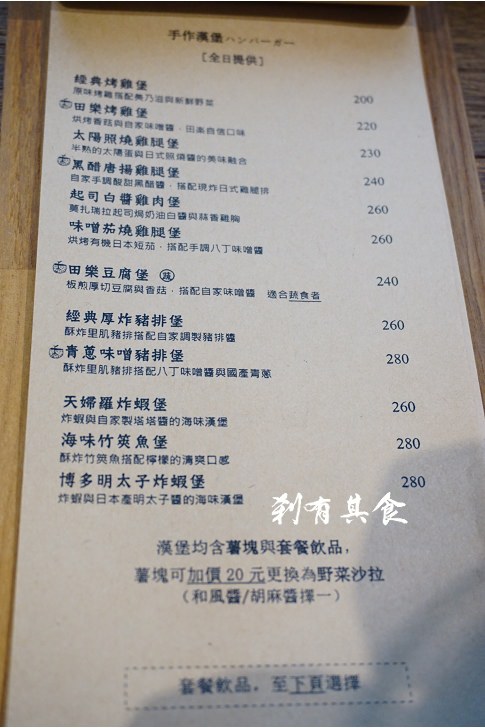 手作漢堡ハンバーガー
［全日提供］
經典烤雞堡 200
原味烤雞搭配美乃滋與新鮮野菜
田樂烤雞堡 220
烘烤香菇與自家味噌醬，田樂自信口味
太陽照燒雞腿堡 230
半熟的太陽蛋與日式照燒醬的美味融合
黑醋唐揚雞腿堡 240
自家手調酸甜黑醋醬，搭配現炸日式雞腿排
起司白醬雞肉堡 260
莫扎瑞拉起司焗奶油白醬與蒜香雞胸
味噌茄燒雞腿堡 260
烘烤有機日本短茄，搭配手調八丁味噌醬
田樂豆腐堡 蔬 240
板煎厚切豆腐與香菇，搭配自家味噌醬 適合蔬食者
經典厚炸豬排堡 260
酥炸里肌豬排搭配自家調製豬排醬
青蔥味噌豬排堡 280
酥炸里肌豬排搭配八丁味噌醬與國產青蔥
天婦羅炸蝦堡 260
炸蝦與自家製塔塔醬的海味漢堡
海味竹筴魚堡 280
酥炸竹筴魚搭配檸檬的清爽口感
博多明太子炸蝦堡 280
炸蝦與日本產明太子醬的海味漢堡
剎有其食
漢堡均含薯塊與套餐飲品，
薯塊可加價 20 元更換為野菜沙拉
（和風醬/胡麻醬擇一）
套餐飲品，至下頁選擇